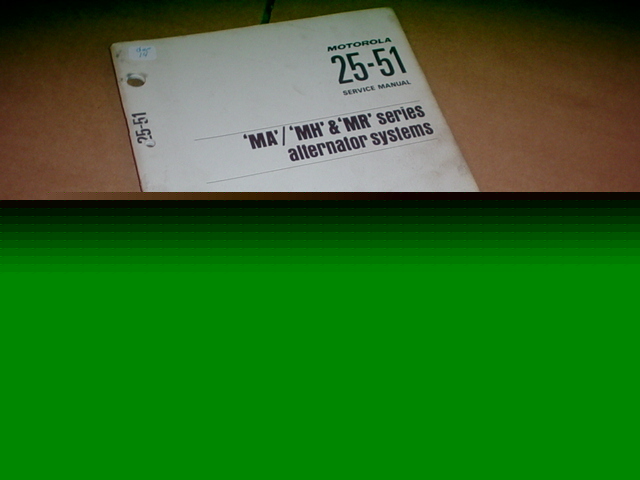 MOTOROLA
25-51
SERVICE MANUAL
'MA'/'MH' &'MR' series
alternator systems
25-51